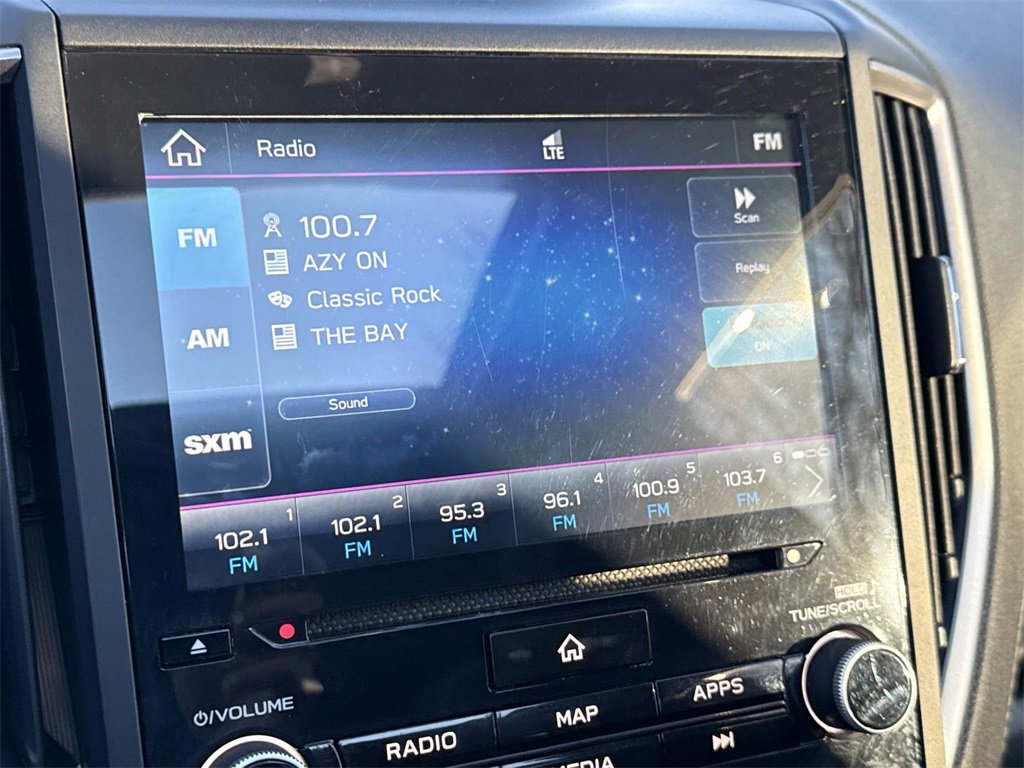 Radio
LTE
FM
FM
100.7
Scan
AZY ON
Replay
Classic Rock
AM
THE BAY
ON
Sound
sxm
1
2
3
4
5
6
102.1
102.1
95.3
96.1
100.9
103.7
FM
FM
FM
FM
FM
FM
HOLD
TUNE/SCROLL
/VOLUME
APPS
MAP
RADIO
MEDIA